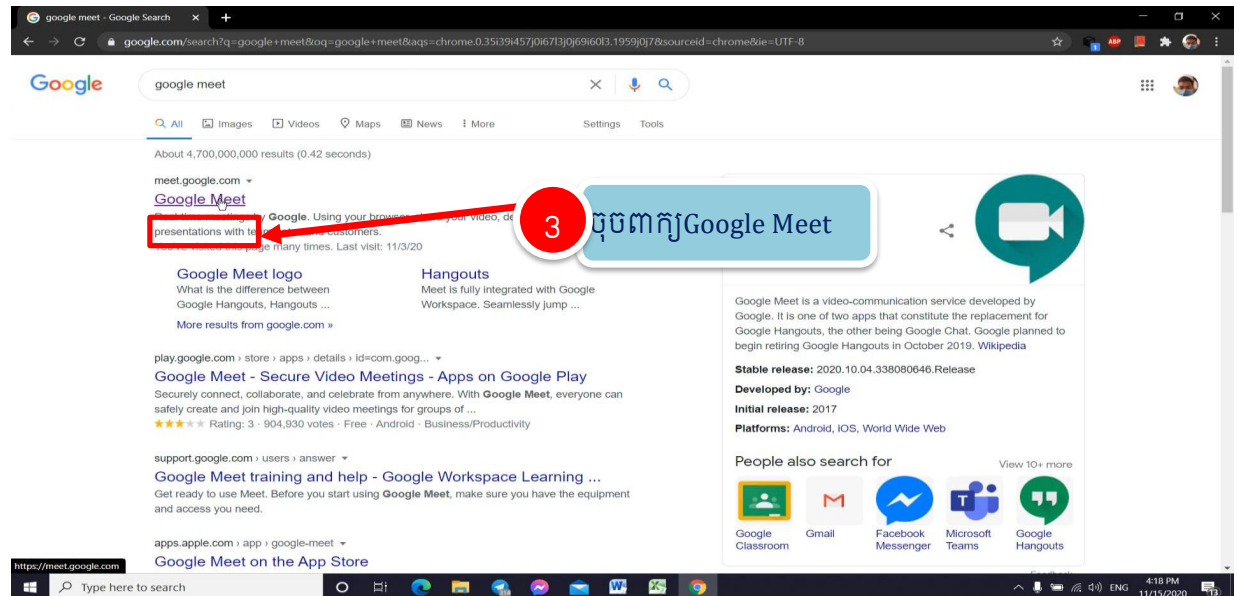 google meet - Google Search
google.com/search?q=google+meet&oq=google+meet&aqs=chrome.0.35i39i457j0i67l3j0j69i60l3.1959j0j7&sourceid=chrome&ie=UTF-8
ABP
Google
google meet
All Images Videos Maps News More Settings Tools
About 4,700,000,000 results (0.42 seconds)
meet.google.com
Google Meet
Google. Using your your video,
presentations with customers.
page many times. Last visit: 11/3/20
3
ចុចពាក្យGoogle Meet
Google Meet logo
What is the difference between
Google Hangouts, Hangouts ...
Hangouts
Meet is fully integrated with Google
Workspace. Seamlessly jump ...
More results from google.com »
play.google.com › store › apps › details › id=com.goog...
Google Meet - Secure Video Meetings - Apps on Google Play
Securely connect, collaborate, and celebrate from anywhere. With Google Meet, everyone can
safely create and join high-quality video meetings for groups of ...
Rating: 3 · 904,930 votes · Free · Android · Business/Productivity
support.google.com › users › answer
Google Meet training and help - Google Workspace Learning ...
Get ready to use Meet. Before you start using Google Meet, make sure you have the equipment
and access you need.
apps.apple.com › app › google-meet
Google Meet on the App Store
Google Meet is a video-communication service developed by
Google. It is one of two apps that constitute the replacement for
Google Hangouts, the other being Google Chat. Google planned to
begin retiring Google Hangouts in October 2019. Wikipedia
Stable release: 2020.10.04.338080646.Release
Developed by: Google
Initial release: 2017
Platforms: Android, iOS, World Wide Web
People also search for
View 10+ more
Google Classroom
Gmail
Facebook Messenger
Microsoft Teams
Google Hangouts
https://meet.google.com
Type here to search
ENG
4:18 PM
11/15/2020
13